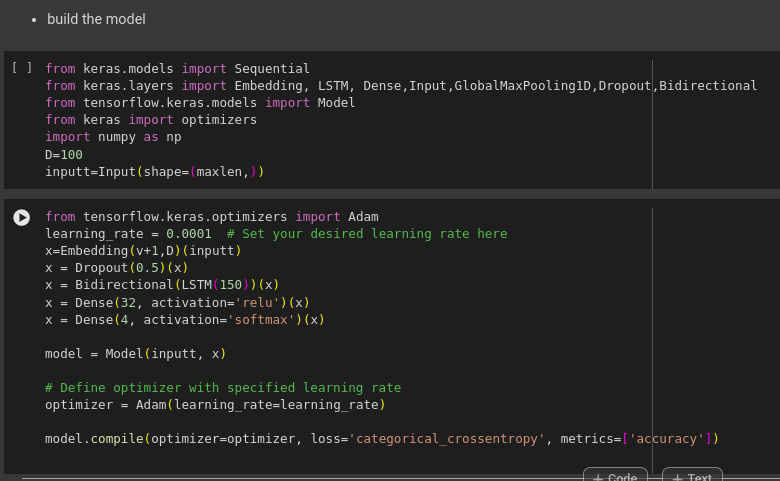 • build the model
[ ] from keras.models import Sequential
from keras.layers import Embedding, LSTM, Dense,Input,GlobalMaxPooling1D,Dropout,Bidirectional
from tensorflow.keras.models import Model
from keras import optimizers
import numpy as np
D=100
inputt=Input(shape=(maxlen,))
from tensorflow.keras.optimizers import Adam
learning_rate = 0.0001  # Set your desired learning rate here
x=Embedding(v+1,D)(inputt)
x = Dropout(0.5)(x)
x = Bidirectional(LSTM(150))(x)
x = Dense(32, activation='relu')(x)
x = Dense(4, activation='softmax')(x)
model = Model(inputt, x)
# Define optimizer with specified learning rate
optimizer = Adam(learning_rate=learning_rate)
model.compile(optimizer=optimizer, loss='categorical_crossentropy', metrics=['accuracy'])
+ Code + Text